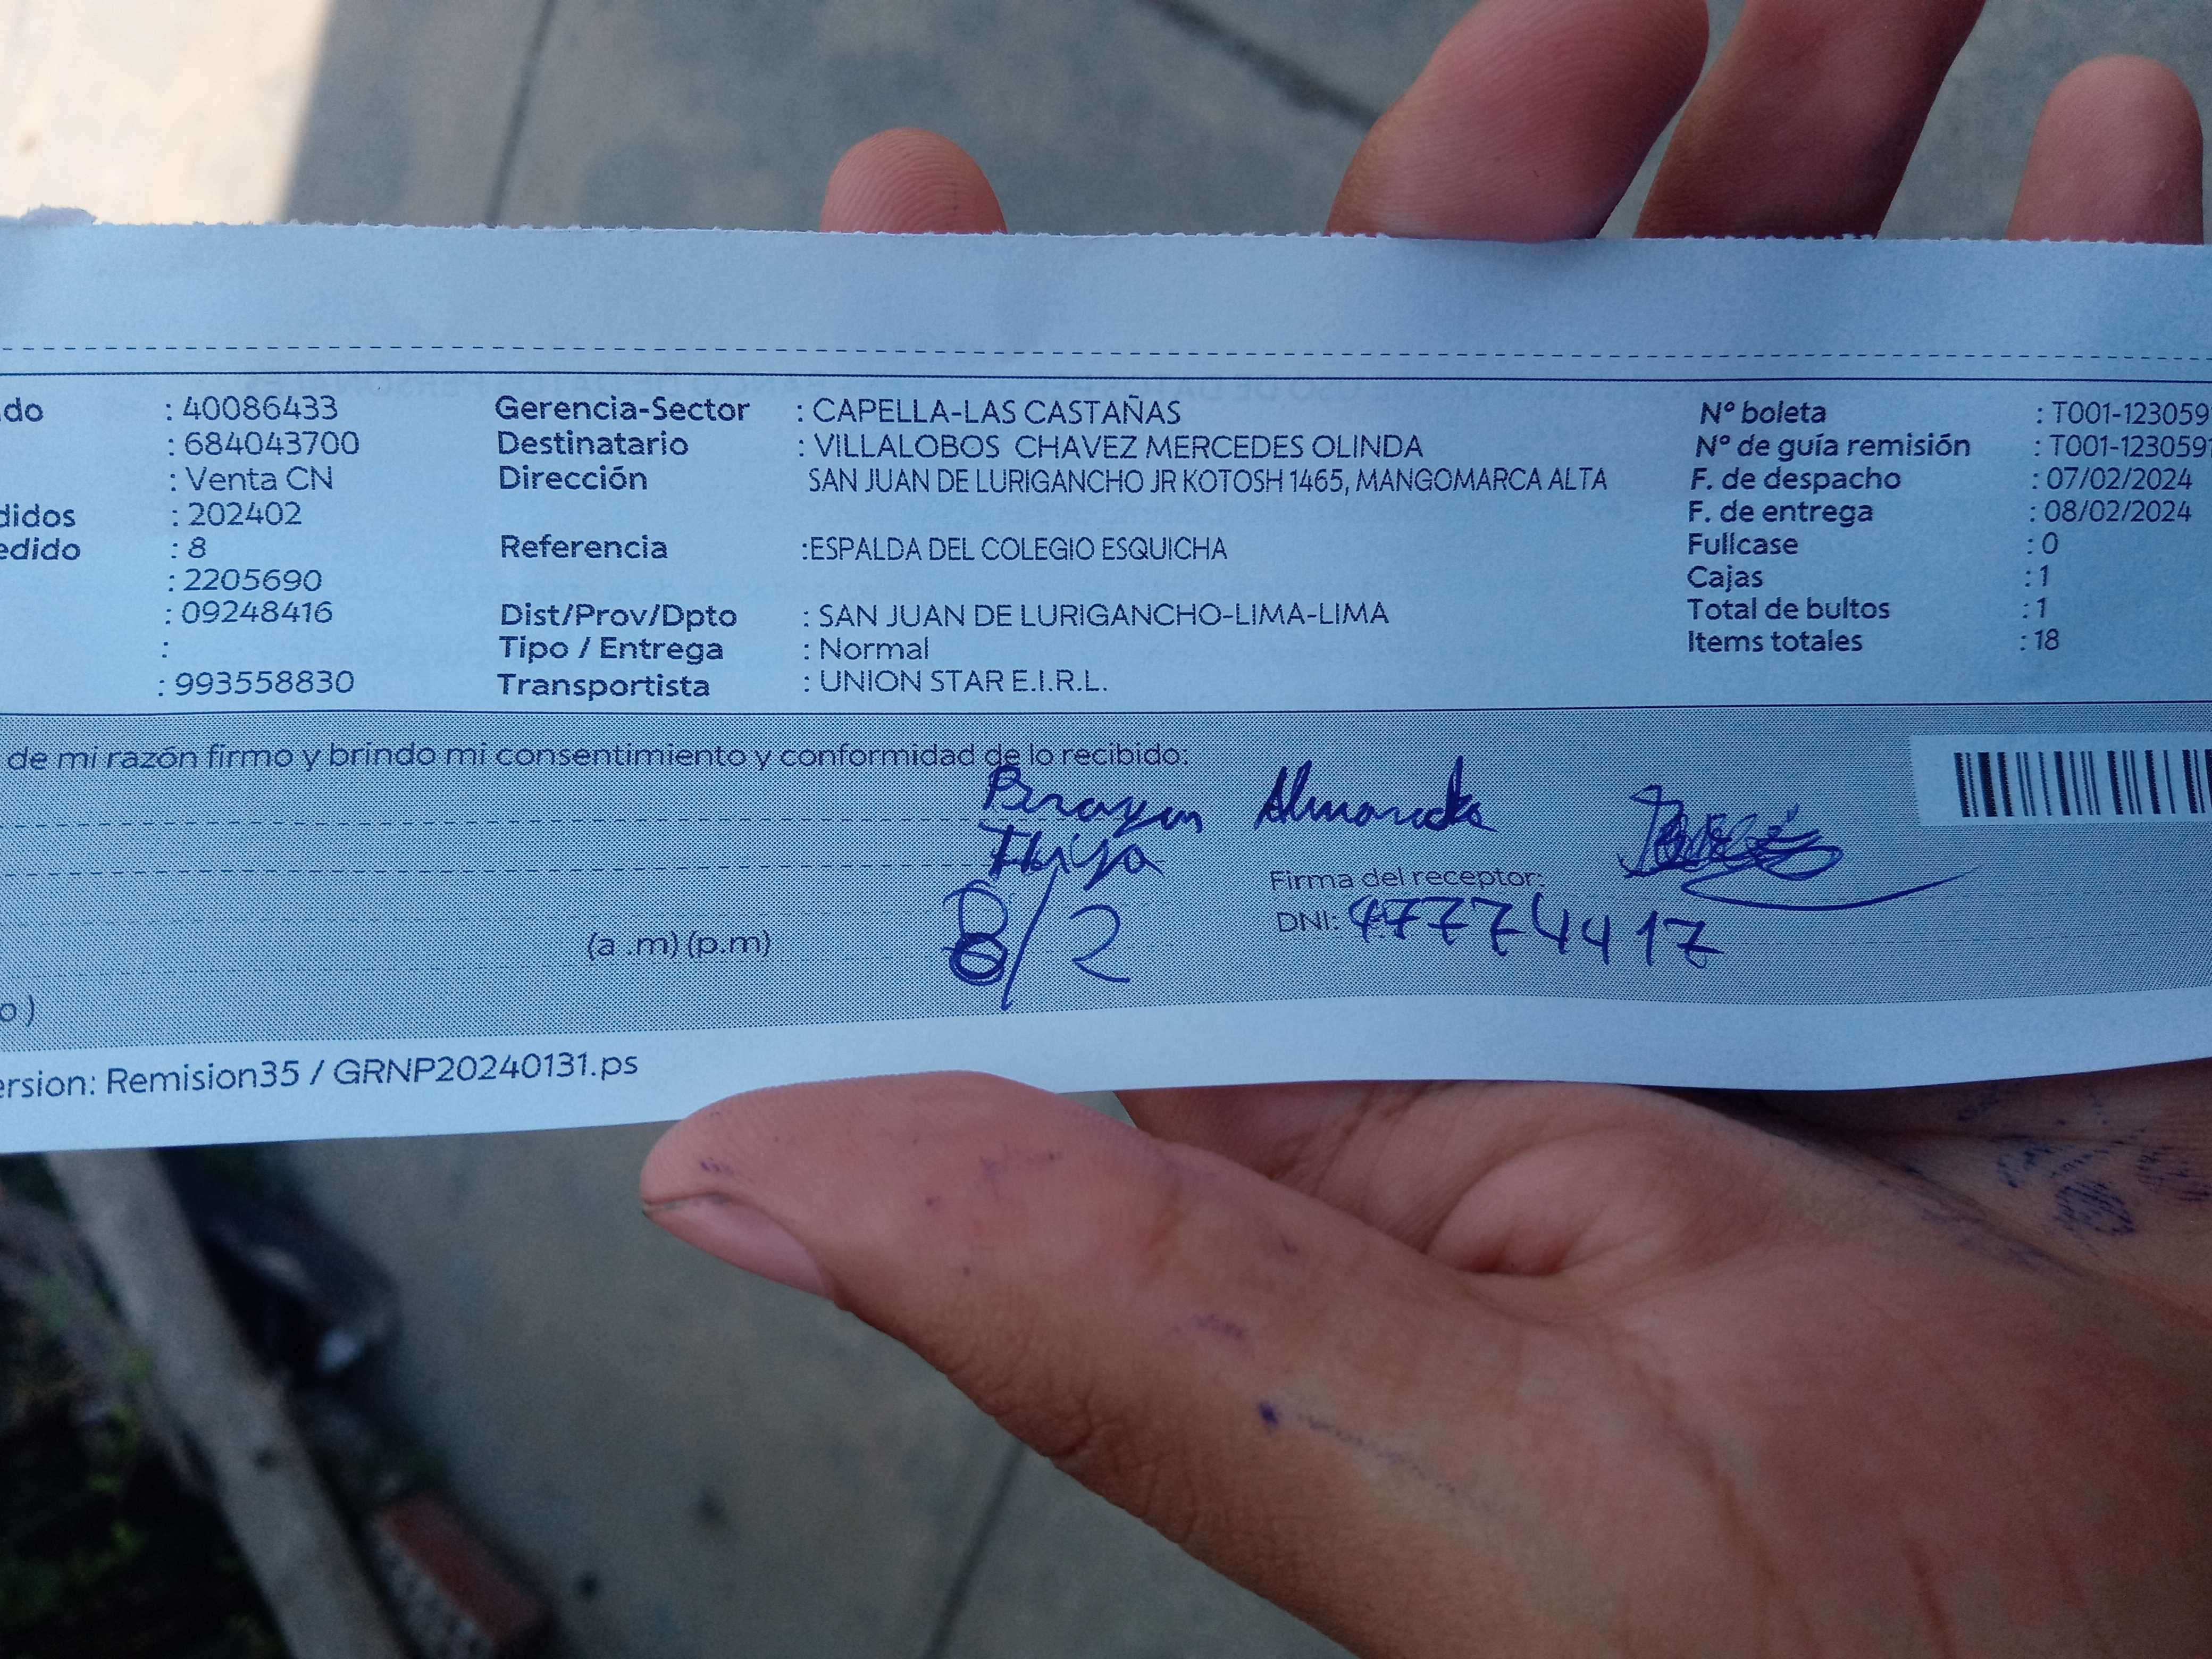 do : 40086433 Gerencia-Sector : CAPELLA-LAS CASTAÑAS Nº boleta : T001-123059
: 684043700 Destinatario : VILLALOBOS CHAVEZ MERCEDES OLINDA Nº de guía remisión : T001-123059
: Venta CN Dirección SAN JUAN DE LURIGANCHO JR KOTOSH 1465, MANGOMARCA ALTA F. de despacho : 07/02/2024
didos : 202402 F. de entrega : 08/02/2024
edido : 8 Referencia :ESPALDA DEL COLEGIO ESQUICHA Fullcase : 0
: 2205690 Cajas : 1
: 09248416 Dist/Prov/Dpto : SAN JUAN DE LURIGANCHO-LIMA-LIMA Total de bultos : 1
: Tipo / Entrega : Normal Items totales : 18
: 993558830 Transportista : UNION STAR E.I.R.L.
de mi razón firmo y brindo mi consentimiento y conformidad de lo recibido:
Brayan
Firma del receptor:
(a .m) (p.m) 8/2 DNI: 47774417
o )
ersion: Remision35 / GRNP20240131.ps